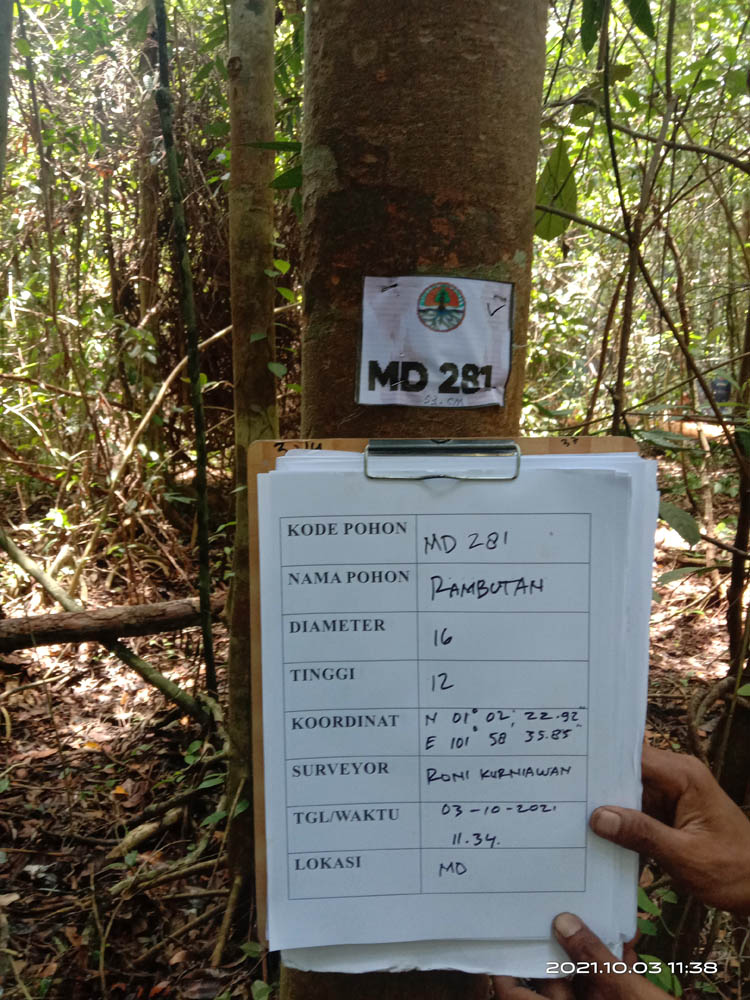 MD 281
KODE POHON MD 281
NAMA POHON RAMBUTAN
DIAMETER 16
TINGGI 12
KOORDINAT N 01° 02; 22.92"
E 101° 58 35.85"
SURVEYOR RONI KURNIAWAN
TGL/WAKTU 03-10-2021
11.34.
LOKASI MD
2021.10.03 11:38